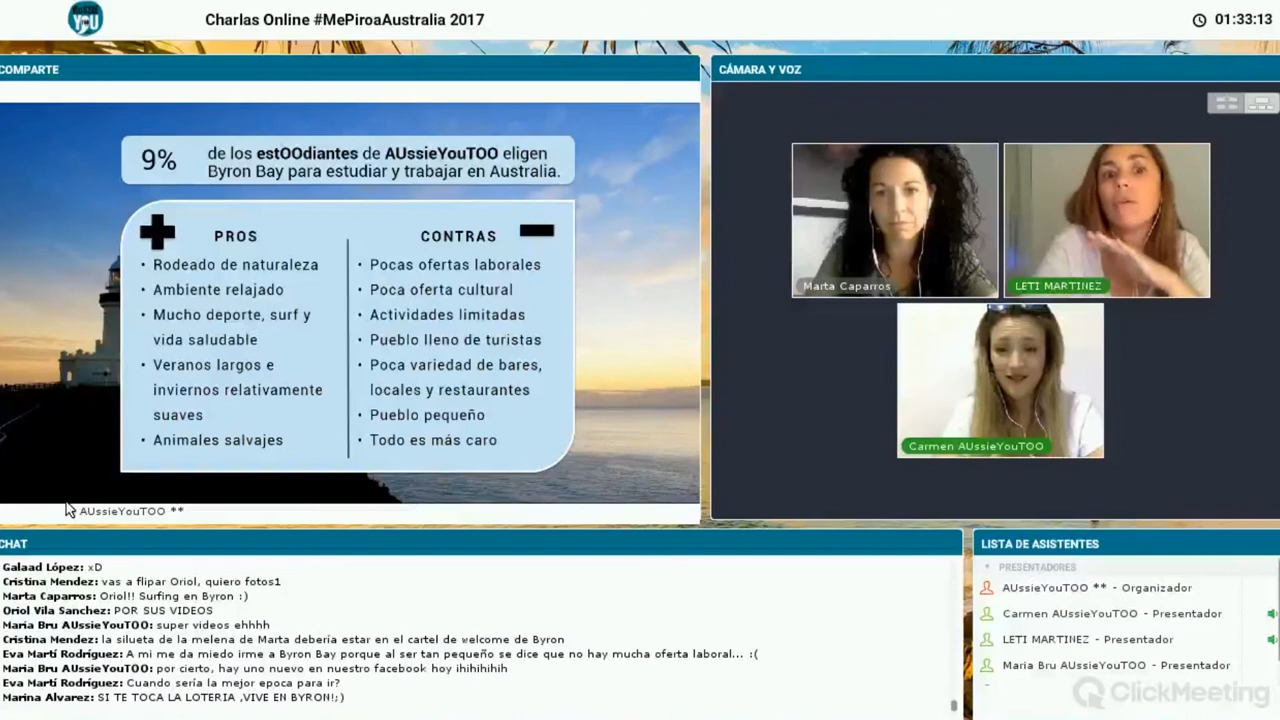 YOU
Charlas Online #MePiroaAustralia 2017
01:33:13
COMPARTE
CÁMARA Y VOZ
9%
de los estOOdiantes de AUssieYouTOO eligen
Byron Bay para estudiar y trabajar en Australia.
PROS
CONTRAS
• Rodeado de naturaleza
• Ambiente relajado
• Mucho deporte, surf y
vida saludable
• Veranos largos e
inviernos relativamente
suaves
• Animales salvajes
• Pocas ofertas laborales
• Poca oferta cultural
• Actividades limitadas
• Pueblo lleno de turistas
• Poca variedad de bares,
locales y restaurantes
• Pueblo pequeño
• Todo es más caro
Marta Caparros
LETI MARTINEZ
Carmen AUssieYouTOO
AUssieYouTOO **
CHAT
Galaad López: xD
Cristina Mendez: vas a flipar Oriol, quiero fotos1
Marta Caparros: Oriol!! Surfing en Byron :)
Oriol Vila Sanchez: POR SUS VIDEOS
Maria Bru AUssieYouTOO: super videos ehhhh
Cristina Mendez: la silueta de la melena de Marta debería estar en el cartel de welcome de Byron
Eva Martí Rodríguez: A mi me da miedo irme a Byron Bay porque al ser tan pequeño se dice que no hay mucha oferta laboral... :(
Maria Bru AUssieYouTOO: por cierto, hay uno nuevo en nuestro facebook hoy ihihihihih
Eva Martí Rodríguez: Cuando sería la mejor epoca para ir?
Marina Alvarez: SI TE TOCA LA LOTERIA ,VIVE EN BYRON!;)
LISTA DE ASISTENTES
PRESENTADORES
AUssieYouTOO ** - Organizador
Carmen AUssieYouTOO - Presentador
LETI MARTINEZ - Presentador
Maria Bru AUssieYouTOO - Presentador
ClickMeeting